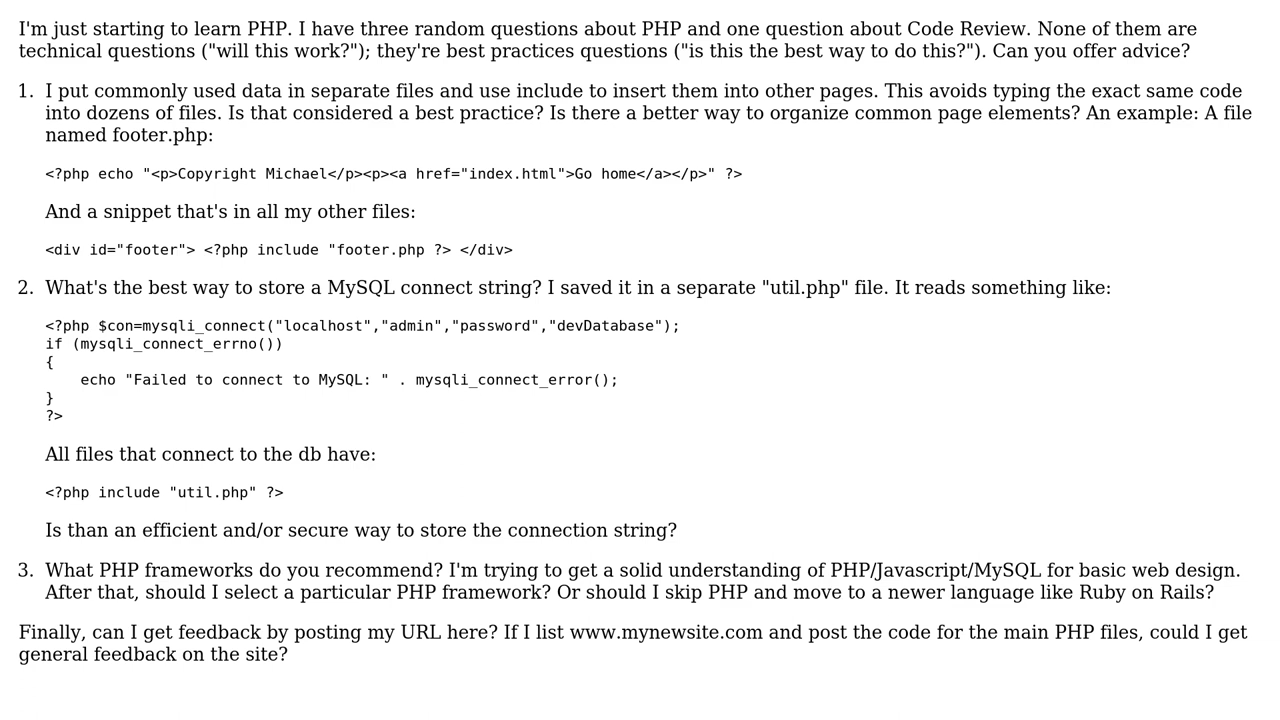 I'm just starting to learn PHP. I have three random questions about PHP and one question about Code Review. None of them are
technical questions ("will this work?"); they're best practices questions ("is this the best way to do this?"). Can you offer advice?
1. I put commonly used data in separate files and use include to insert them into other pages. This avoids typing the exact same code
into dozens of files. Is that considered a best practice? Is there a better way to organize common page elements? An example: A file
named footer.php:
<?php echo "<p>Copyright Michael</p><p><a href="index.html">Go home</a></p>" ?>
And a snippet that's in all my other files:
<div id="footer"> <?php include "footer.php ?> </div>
2. What's the best way to store a MySQL connect string? I saved it in a separate "util.php" file. It reads something like:
<?php $con=mysqli_connect("localhost","admin","password","devDatabase");
if (mysqli_connect_errno())
{
    echo "Failed to connect to MySQL: " . mysqli_connect_error();
}
?>
All files that connect to the db have:
<?php include "util.php" ?>
Is than an efficient and/or secure way to store the connection string?
3. What PHP frameworks do you recommend? I'm trying to get a solid understanding of PHP/Javascript/MySQL for basic web design.
After that, should I select a particular PHP framework? Or should I skip PHP and move to a newer language like Ruby on Rails?
Finally, can I get feedback by posting my URL here? If I list www.mynewsite.com and post the code for the main PHP files, could I get
general feedback on the site?